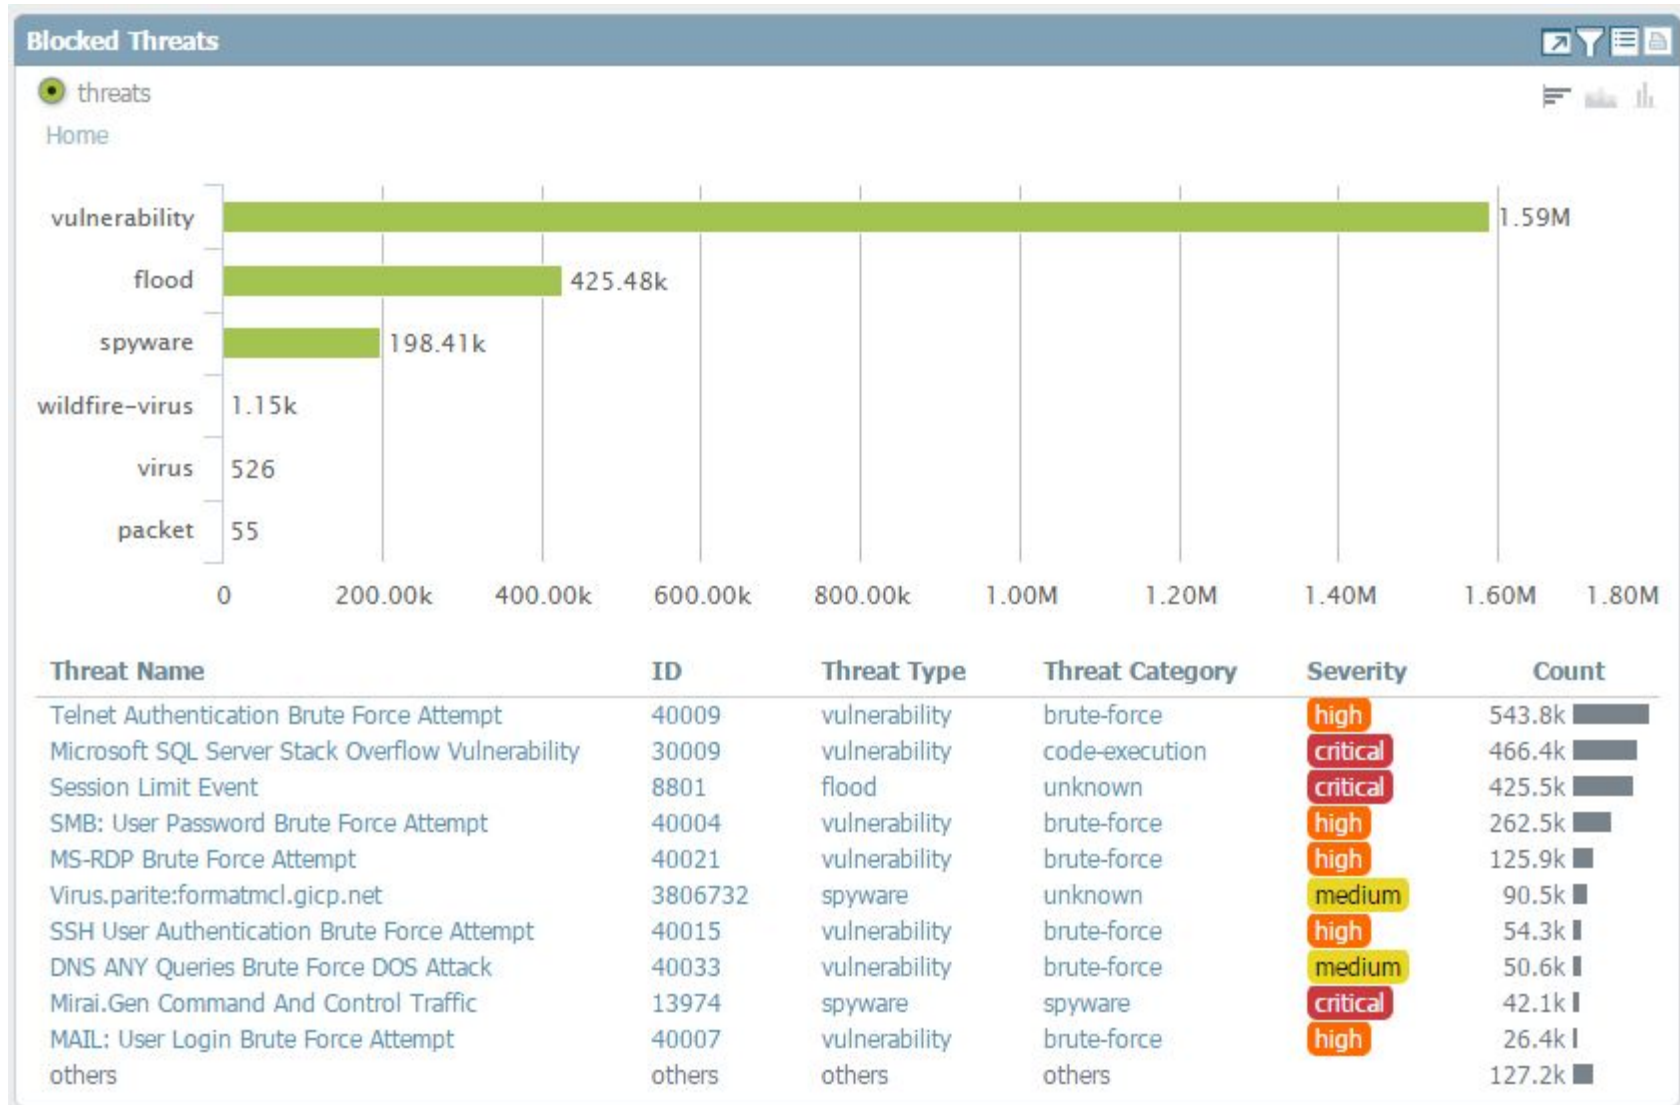 Blocked Threats
threats
Home
vulnerability 1.59M
flood 425.48k
spyware 198.41k
wildfire-virus 1.15k
virus 526
packet 55
0 200.00k 400.00k 600.00k 800.00k 1.00M 1.20M 1.40M 1.60M 1.80M
Threat Name ID Threat Type Threat Category Severity Count
Telnet Authentication Brute Force Attempt 40009 vulnerability brute-force high 543.8k
Microsoft SQL Server Stack Overflow Vulnerability 30009 vulnerability code-execution critical 466.4k
Session Limit Event 8801 flood unknown critical 425.5k
SMB: User Password Brute Force Attempt 40004 vulnerability brute-force high 262.5k
MS-RDP Brute Force Attempt 40021 vulnerability brute-force high 125.9k
Virus.parite:formatmcl.gicp.net 3806732 spyware unknown medium 90.5k
SSH User Authentication Brute Force Attempt 40015 vulnerability brute-force high 54.3k
DNS ANY Queries Brute Force DOS Attack 40033 vulnerability brute-force medium 50.6k
Mirai.Gen Command And Control Traffic 13974 spyware spyware critical 42.1k
MAIL: User Login Brute Force Attempt 40007 vulnerability brute-force high 26.4k
others others others others 127.2k